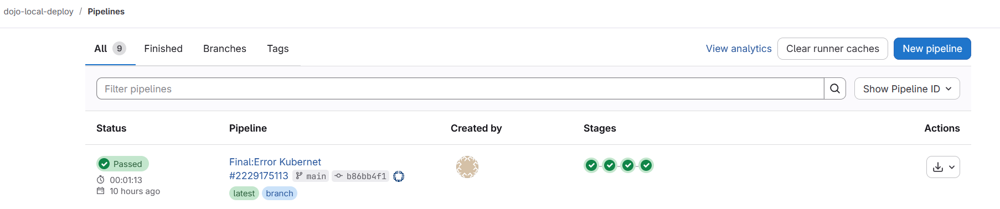 dojo-local-deploy / Pipelines
All 9 Finished Branches Tags View analytics Clear runner caches New pipeline
Filter pipelines Show Pipeline ID
Status Pipeline Created by Stages Actions
Passed Final:Error Kubernet
#2229175113 main b86bb4f1
00:01:13
10 hours ago
latest branch